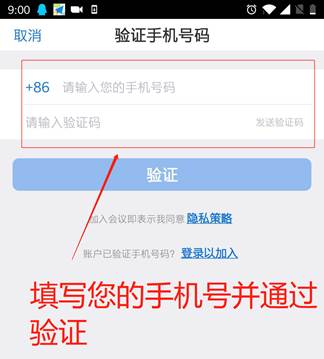 9:00
取消 验证手机号码
+86 请输入您的手机号码
请输入验证码 发送验证码
验证
加入会议即表示我同意 隐私策略
账户已验证手机号码? 登录以加入
填写您的手机号并通过
验证